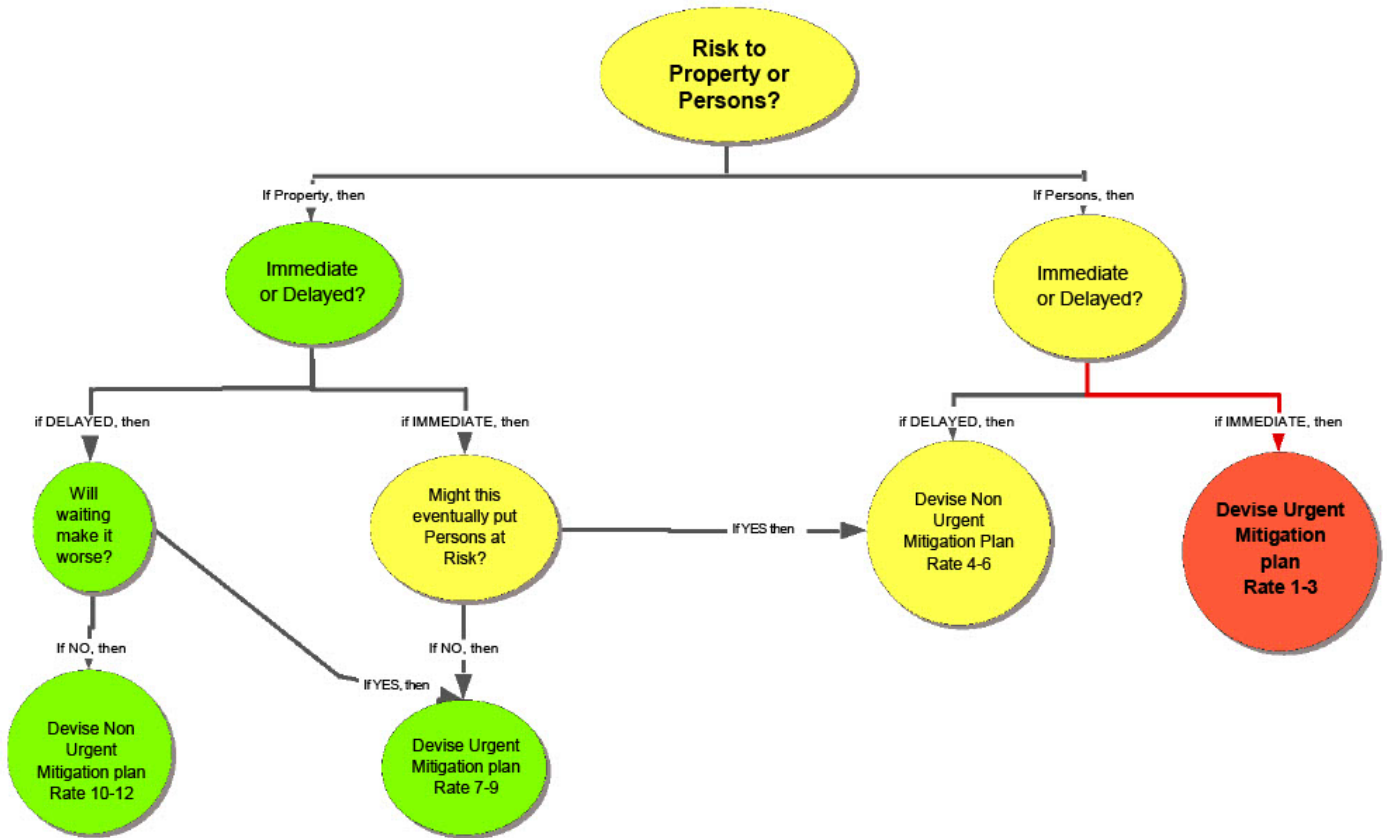 Risk to
Property or
Persons?
If Property, then
If Persons, then
Immediate
or Delayed?
Immediate
or Delayed?
if DELAYED, then
if IMMEDIATE, then
if DELAYED, then
if IMMEDIATE, then
Will
waiting
make it
worse?
Might this
eventually put
Persons at
Risk?
If YES then
Devise Non
Urgent
Mitigation Plan
Rate 4-6
Devise Urgent
Mitigation
plan
Rate 1-3
If NO, then
If YES, then
If NO, then
Devise Non
Urgent
Mitigation plan
Rate 10-12
Devise Urgent
Mitigation plan
Rate 7-9